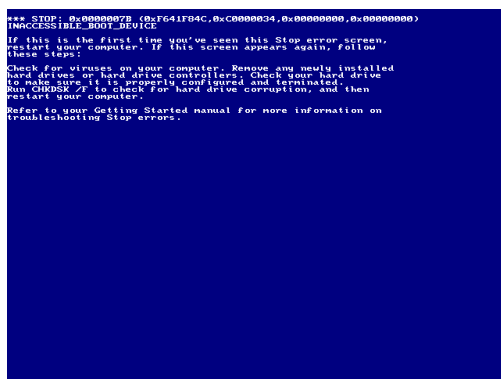 *** STOP: 0x0000007B (0xF641F84C,0xC0000034,0x00000000,0x00000000)
INACCESSIBLE_BOOT_DEVICE
If this is the first time you've seen this Stop error screen,
restart your computer. If this screen appears again, follow
these steps:
Check for viruses on your computer. Remove any newly installed
hard drives or hard drive controllers. Check your hard drive
to make sure it is properly configured and terminated.
Run CHKDSK /F to check for hard drive corruption, and then
restart your computer.
Refer to your Getting Started manual for more information on
troubleshooting Stop errors.